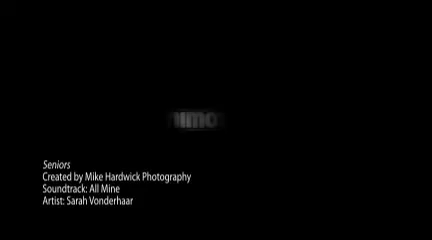 Seniors
Created by Mike Hardwick Photography
Soundtrack: All Mine
Artist: Sarah Vonderhaar